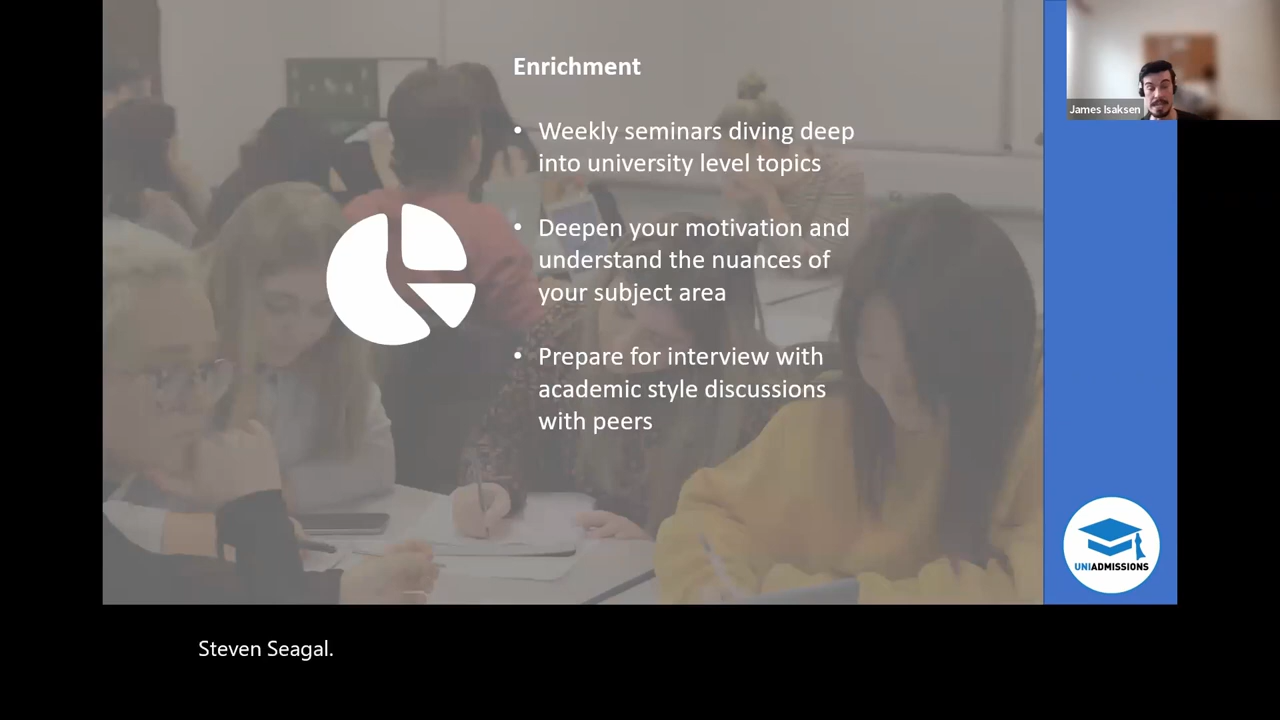 Enrichment
• Weekly seminars diving deep
into university level topics
• Deepen your motivation and
understand the nuances of
your subject area
• Prepare for interview with
academic style discussions
with peers
James Isaksen
UNIADMISSIONS
Steven Seagal.